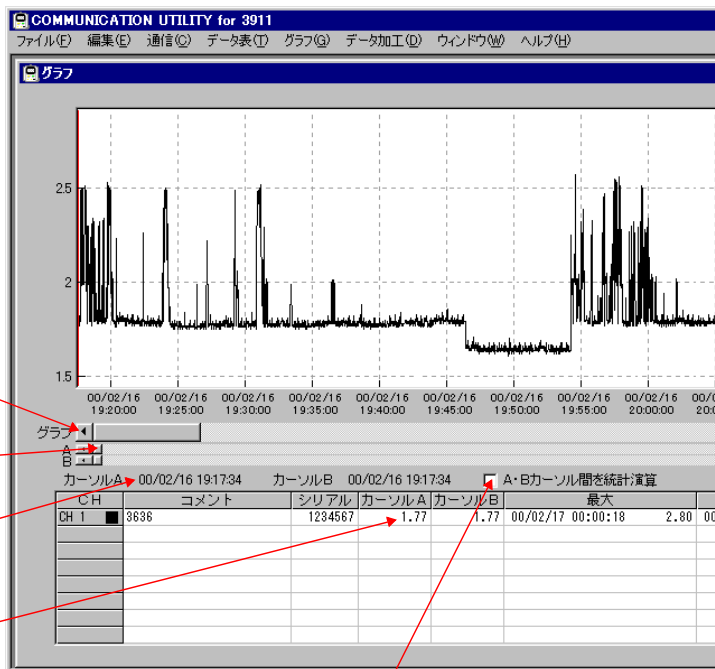 COMMUNICATION UTILITY for 3911
ファイル(F) 編集(E) 通信(C) データ表(T) グラフ(G) データ加工(D) ウィンドウ(W) ヘルプ(H)
グラフ
2.5
2
1.5
00/02/16 00/02/16 00/02/16 00/02/16 00/02/16 00/02/16 00/02/16 00/02/16 00/02/16 00/
19:20:00 19:25:00 19:30:00 19:35:00 19:40:00 19:45:00 19:50:00 19:55:00 20:00:00 20:0
グラフ
A
B
カーソルA 00/02/16 19:17:34 カーソルB 00/02/16 19:17:34 A・Bカーソル間を統計演算
CH コメント シリアル カーソルA カーソルB 最大
CH 1 3636 1234567 1.77 1.77 00/02/17 00:00:18 2.80 00